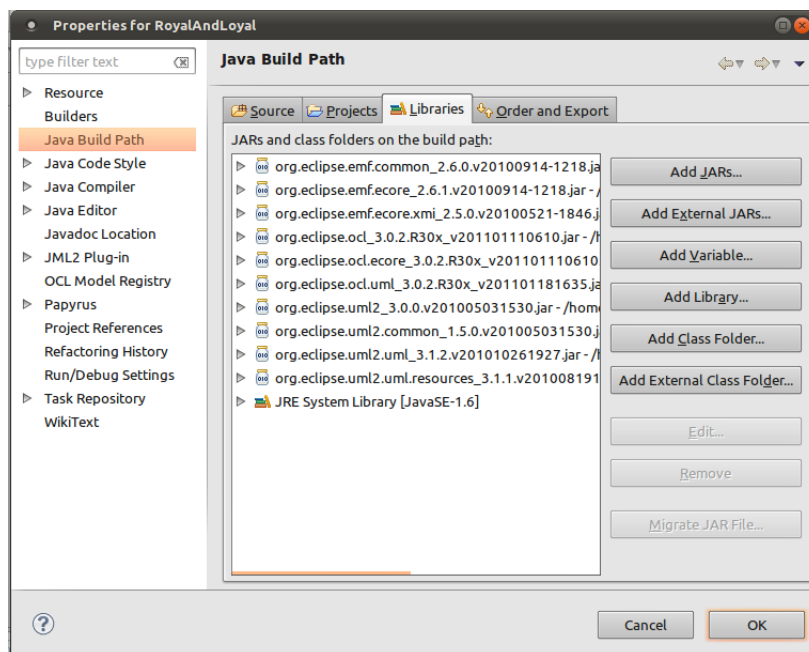 Properties for RoyalAndLoyal
type filter text
Java Build Path
Resource
Builders
Java Build Path
Java Code Style
Java Compiler
Java Editor
Javadoc Location
JML2 Plug-in
OCL Model Registry
Papyrus
Project References
Refactoring History
Run/Debug Settings
Task Repository
WikiText
Source Projects Libraries Order and Export
JARs and class folders on the build path:
org.eclipse.emf.common_2.6.0.v20100914-1218.ja
org.eclipse.emf.ecore_2.6.1.v20100914-1218.jar - /
org.eclipse.emf.ecore.xmi_2.5.0.v20100521-1846.j
org.eclipse.ocl_3.0.2.R30x_v201101110610.jar - /h
org.eclipse.ocl.ecore_3.0.2.R30x_v201101110610
org.eclipse.ocl.uml_3.0.2.R30x_v201101181635.ja
org.eclipse.uml2_3.0.0.v201005031530.jar - /home
org.eclipse.uml2.common_1.5.0.v201005031530.j
org.eclipse.uml2.uml_3.1.2.v201010261927.jar - /h
org.eclipse.uml2.uml.resources_3.1.1.v201008191
JRE System Library [JavaSE-1.6]
Add JARs...
Add External JARs...
Add Variable...
Add Library...
Add Class Folder...
Add External Class Folder...
Edit...
Remove
Migrate JAR File...
Cancel
OK